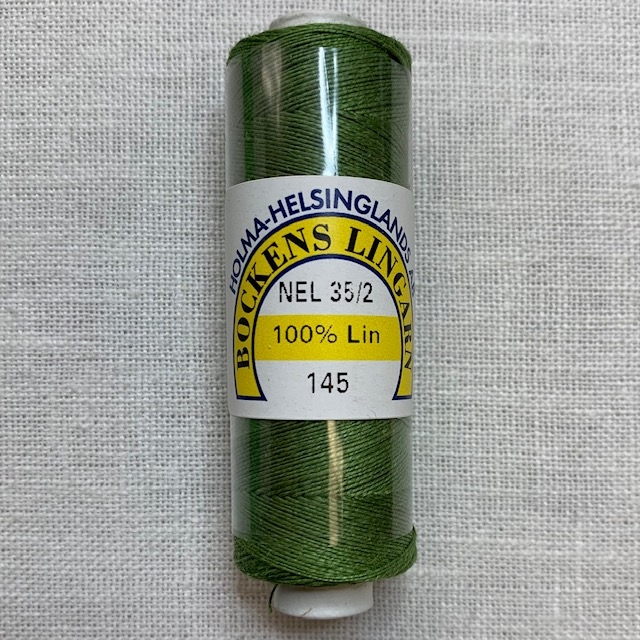 HOLMA-HELSINGLANDS AB
BOCKENS LINGARN
NEL 35/2
100% Lin
145